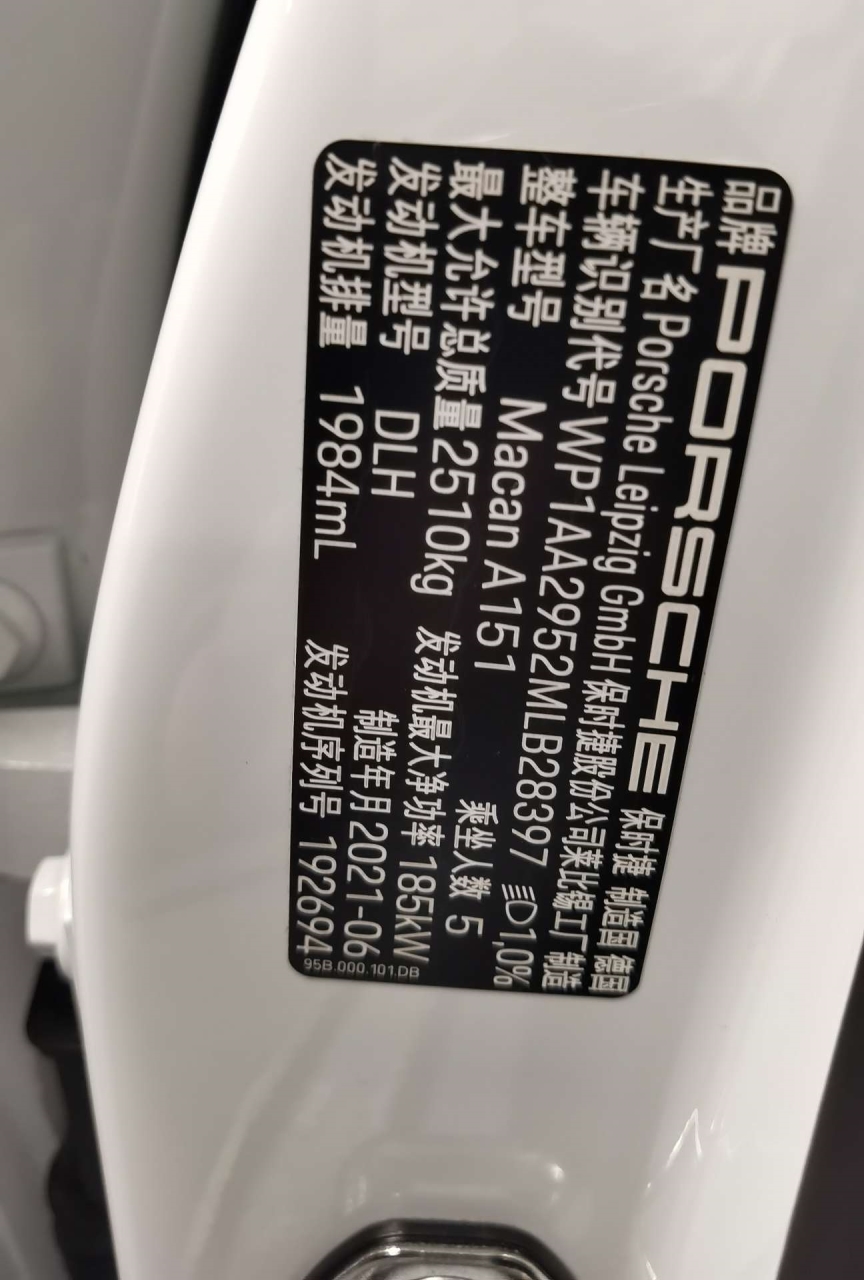 品牌 PORSCHE 保时捷 制造国 德国
生产厂名 Porsche Leipzig GmbH 保时捷股份公司莱比锡工厂制造
车辆识别代号 WP1AA2952MLB28397 1,0%
整车型号 Macan A151 乘坐人数 5
最大允许总质量 2510kg 发动机最大净功率 185kW
发动机型号 DLH 制造年月 2021-06
发动机排量 1984mL 发动机序列号 192694
95B.000.101.DB